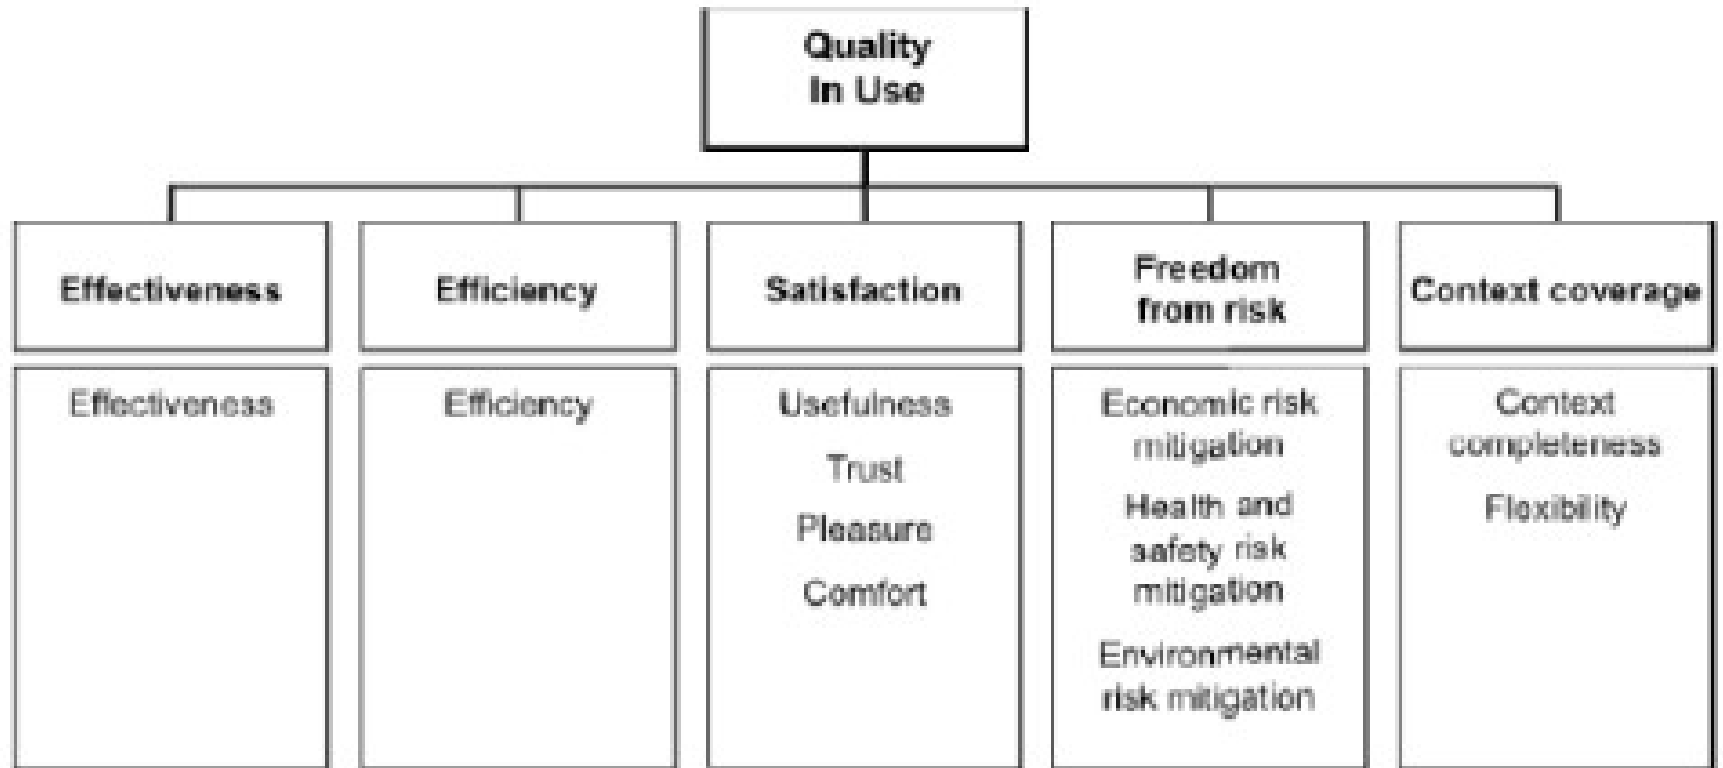 Quality
In Use
Effectiveness
Efficiency
Satisfaction
Freedom
from risk
Context coverage
Effectiveness
Efficiency
Usefulness
Trust
Pleasure
Comfort
Economic risk
mitigation
Health and
safety risk
mitigation
Environmental
risk mitigation
Context
completeness
Flexibility